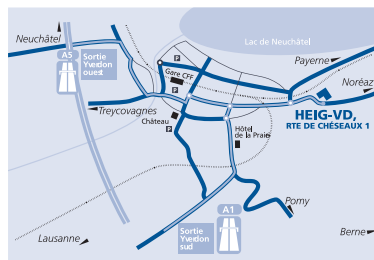 Neuchâtel
Lac de Neuchâtel
A5
Sortie
Yverdon
ouest
P
Gare CFF
Payerne
Noréaz
P
Treycovagnes
Château
P
HEIG-VD,
RTE DE CHÉSEAUX 1
Hôtel
de la Prairie
A1
Sortie
Yverdon
sud
Pomy
Lausanne
Berne